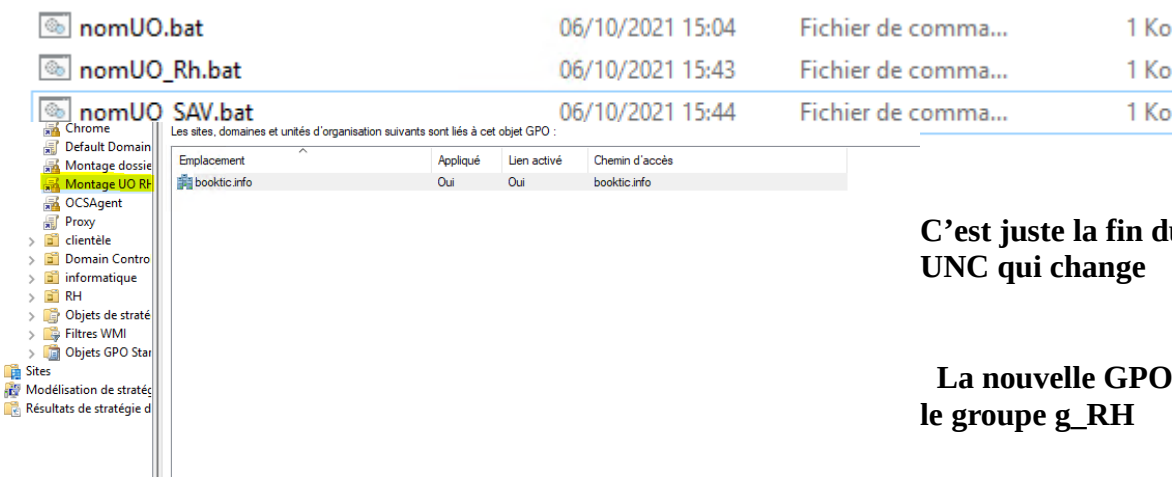 nomUO.bat 06/10/2021 15:04 Fichier de comma... 1 Ko
nomUO_Rh.bat 06/10/2021 15:43 Fichier de comma... 1 Ko
nomUO_SAV.bat 06/10/2021 15:44 Fichier de comma... 1 Ko
Chrome
Default Domain
Montage dossie
Montage UO RH
OCSAgent
Proxy
clientèle
Domain Contro
informatique
RH
Objets de straté
Filtres WMI
Objets GPO Star
Sites
Modélisation de straté
Résultats de stratégie d
Les sites, domaines et unités d'organisation suivants sont liés à cet objet GPO :
Emplacement Appliqué Lien activé Chemin d'accès
booktic.info Oui Oui booktic.info
C'est juste la fin du
UNC qui change
La nouvelle GPO
le groupe g_RH